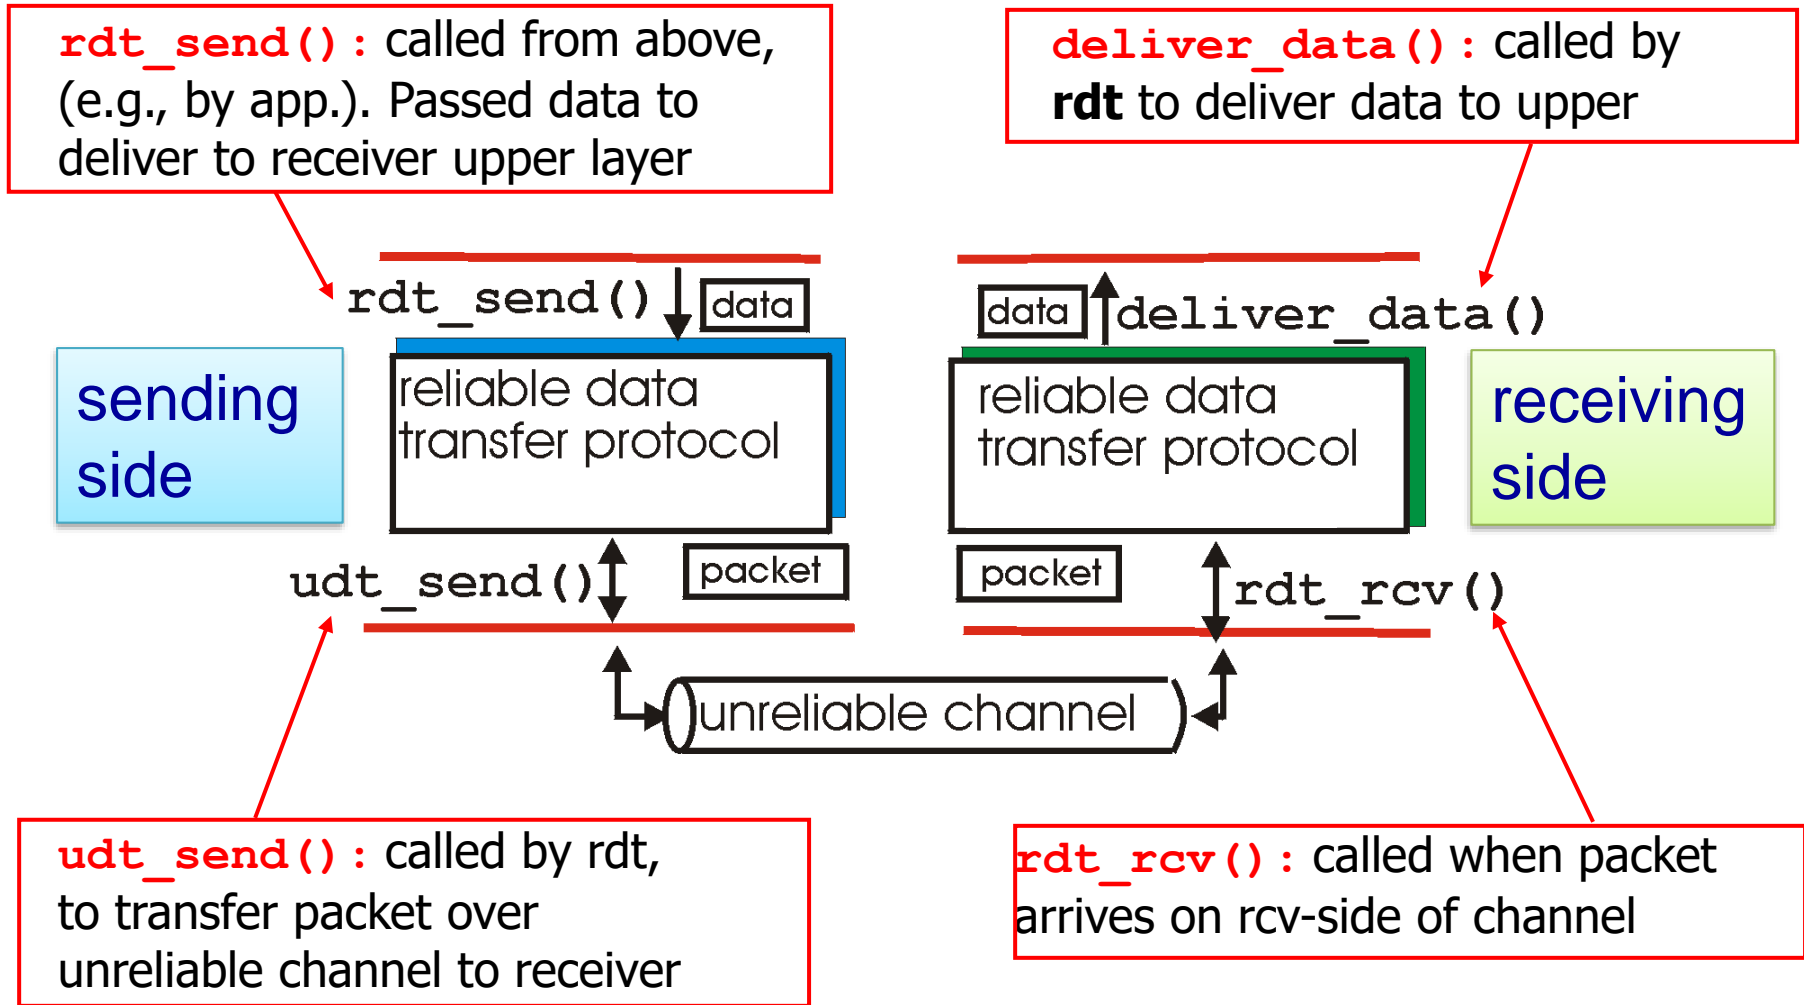 rdt_send(): called from above,
(e.g., by app.). Passed data to
deliver to receiver upper layer
deliver_data(): called by
rdt to deliver data to upper
rdt_send()
data
data
deliver_data()
sending
side
reliable data
transfer protocol
reliable data
transfer protocol
receiving
side
udt_send()
packet
packet
rdt_rcv()
unreliable channel
udt_send(): called by rdt,
to transfer packet over
unreliable channel to receiver
rdt_rcv(): called when packet
arrives on rcv-side of channel